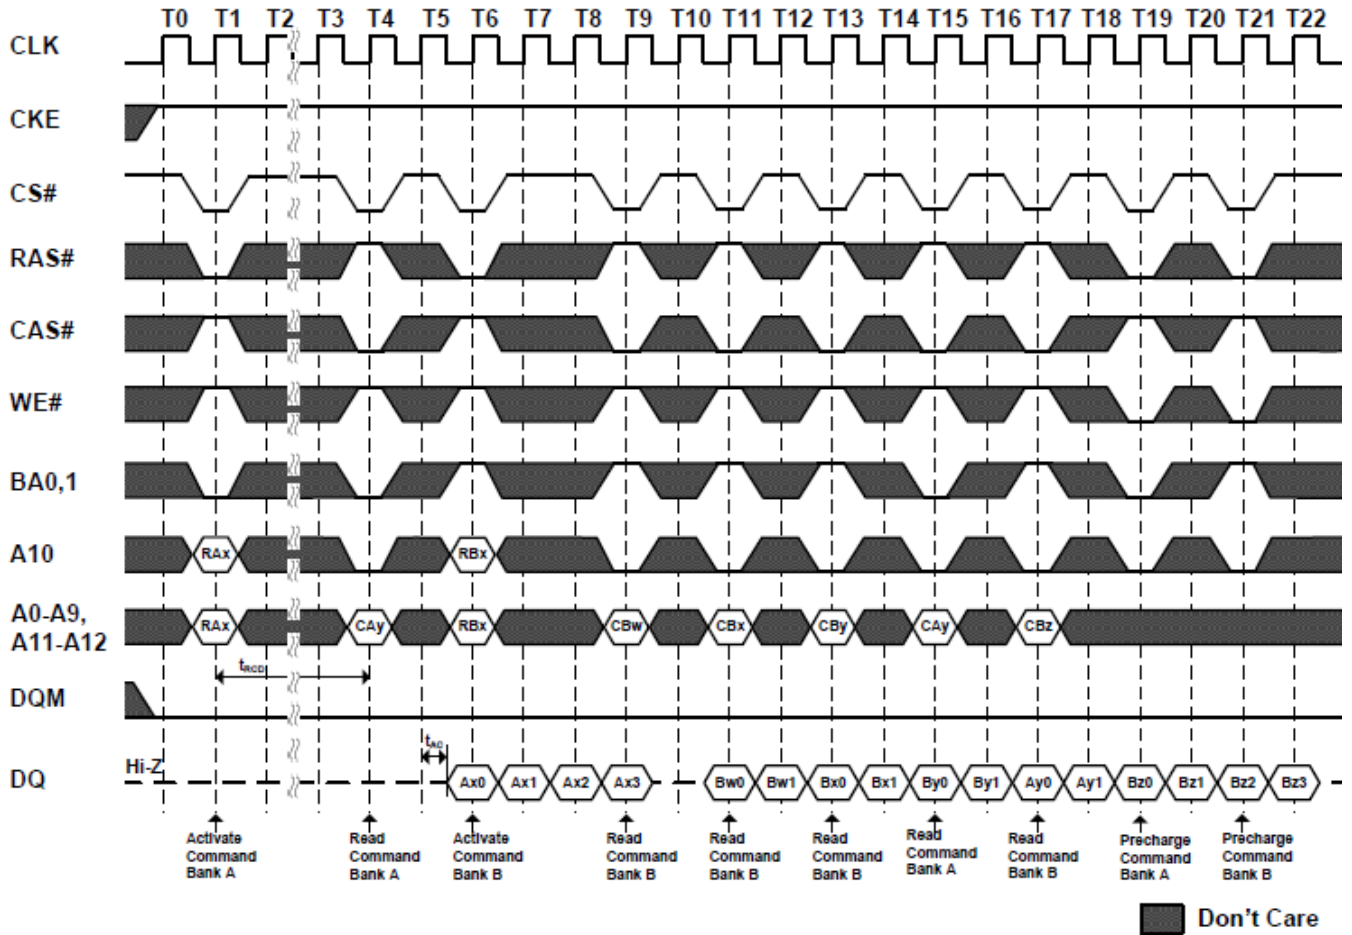 T0 T1 T2 T3 T4 T5 T6 T7 T8 T9 T10 T11 T12 T13 T14 T15 T16 T17 T18 T19 T20 T21 T22
CLK
CKE
CS#
RAS#
CAS#
WE#
BA0,1
A10
RAx RBx
A0-A9,
A11-A12
RAx CAy RBx CBw CBx CBy CAy CBz
tRCD
DQM
tAC
DQ
Hi-Z
Ax0 Ax1 Ax2 Ax3 Bw0 Bw1 Bx0 Bx1 By0 By1 Ay0 Ay1 Bz0 Bz1 Bz2 Bz3
Activate
Command
Bank A
Read
Command
Bank A
Activate
Command
Bank B
Read
Command
Bank B
Read
Command
Bank B
Read
Command
Bank B
Read
Command
Bank A
Read
Command
Bank B
Precharge
Command
Bank A
Precharge
Command
Bank B
Don't Care